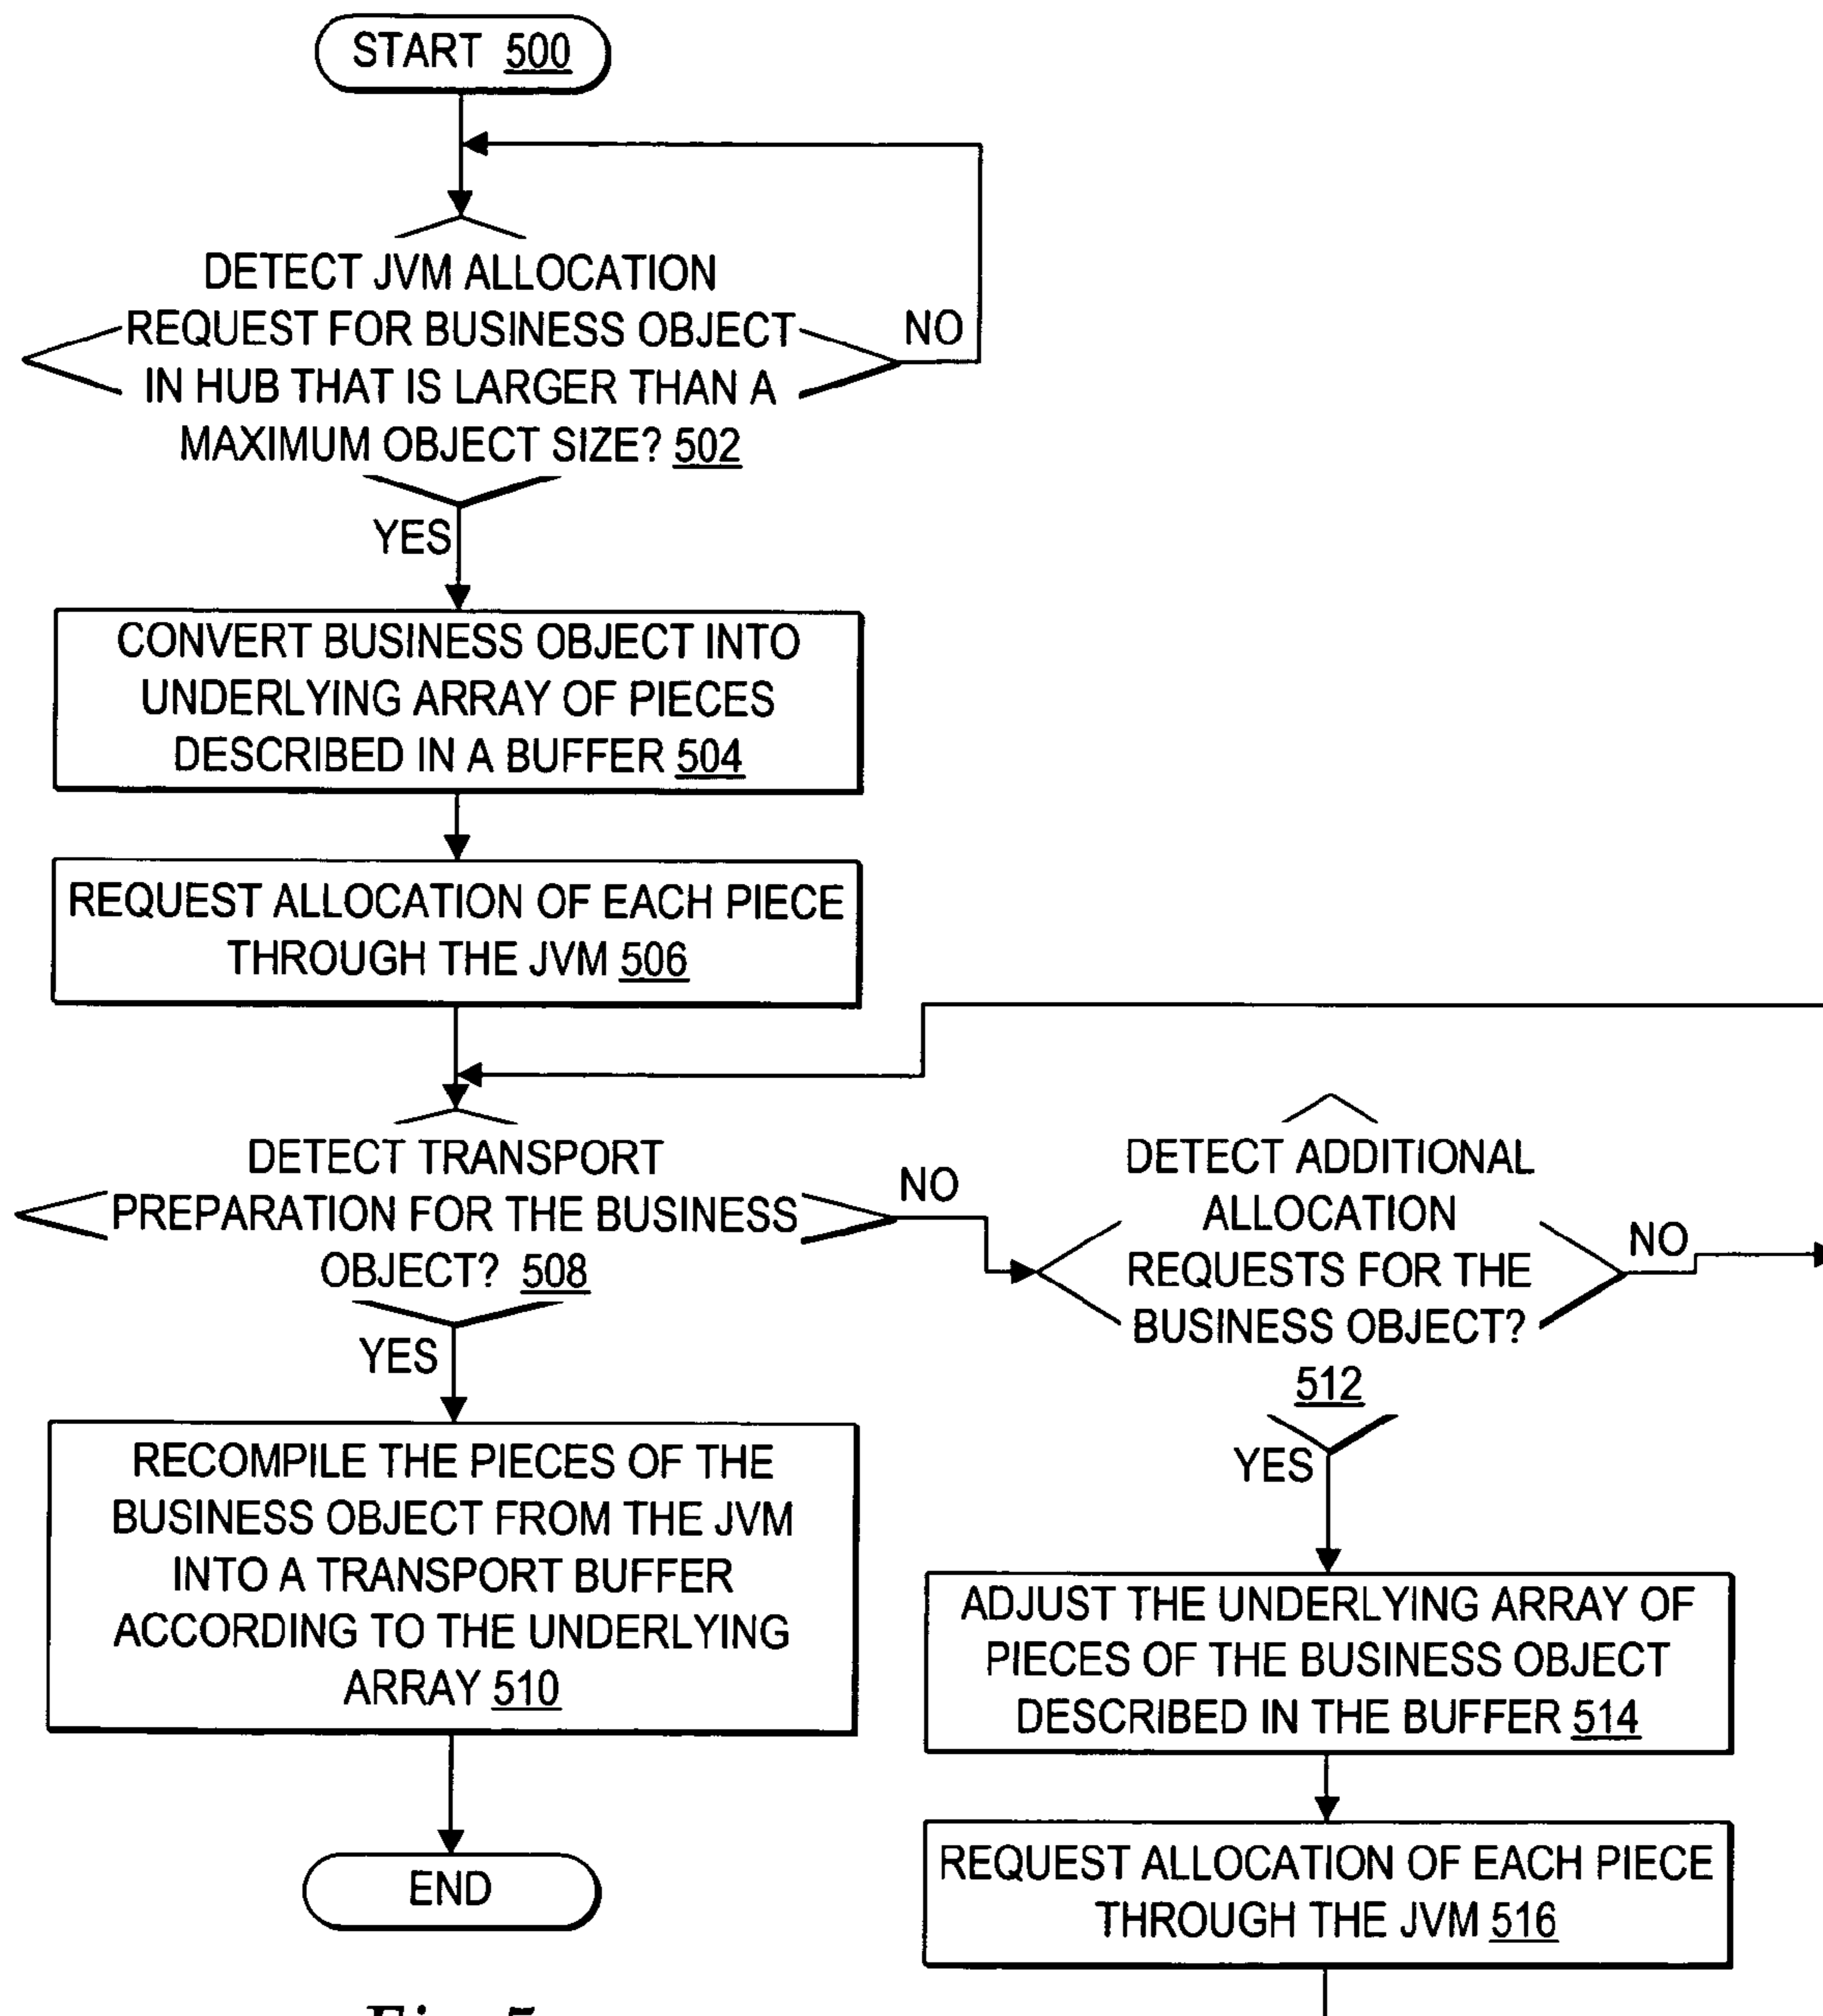 START 500
DETECT JVM ALLOCATION
REQUEST FOR BUSINESS OBJECT
IN HUB THAT IS LARGER THAN A
MAXIMUM OBJECT SIZE? 502
NO
YES
CONVERT BUSINESS OBJECT INTO
UNDERLYING ARRAY OF PIECES
DESCRIBED IN A BUFFER 504
REQUEST ALLOCATION OF EACH PIECE
THROUGH THE JVM 506
DETECT TRANSPORT
PREPARATION FOR THE BUSINESS
OBJECT? 508
NO
YES
RECOMPILE THE PIECES OF THE
BUSINESS OBJECT FROM THE JVM
INTO A TRANSPORT BUFFER
ACCORDING TO THE UNDERLYING
ARRAY 510
END
DETECT ADDITIONAL
ALLOCATION
REQUESTS FOR THE
BUSINESS OBJECT?
512
NO
YES
ADJUST THE UNDERLYING ARRAY OF
PIECES OF THE BUSINESS OBJECT
DESCRIBED IN THE BUFFER 514
REQUEST ALLOCATION OF EACH PIECE
THROUGH THE JVM 516